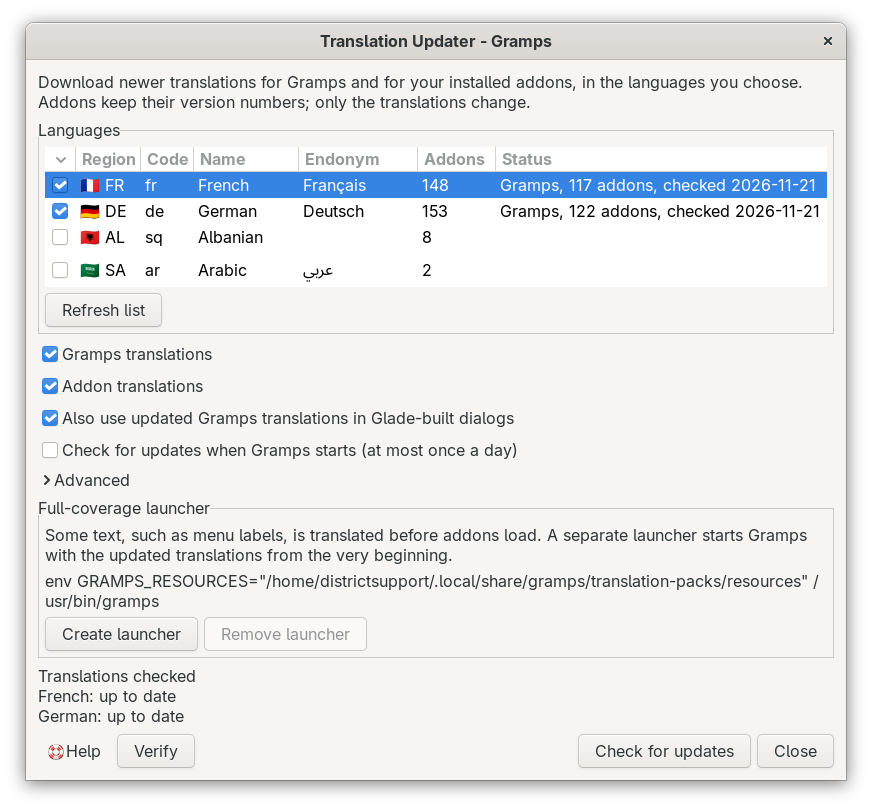 Translation Updater - Gramps
Download newer translations for Gramps and for your installed addons, in the languages you choose.
Addons keep their version numbers; only the translations change.
Languages
Region Code Name Endonym Addons Status
FR fr French Français 148 Gramps, 117 addons, checked 2026-11-21
DE de German Deutsch 153 Gramps, 122 addons, checked 2026-11-21
AL sq Albanian 8
SA ar Arabic عربي 2
Refresh list
Gramps translations
Addon translations
Also use updated Gramps translations in Glade-built dialogs
Check for updates when Gramps starts (at most once a day)
Advanced
Full-coverage launcher
Some text, such as menu labels, is translated before addons load. A separate launcher starts Gramps
with the updated translations from the very beginning.
env GRAMPS_RESOURCES="/home/districtsupport/.local/share/gramps/translation-packs/resources" /
usr/bin/gramps
Create launcher Remove launcher
Translations checked
French: up to date
German: up to date
Help Verify Check for updates Close